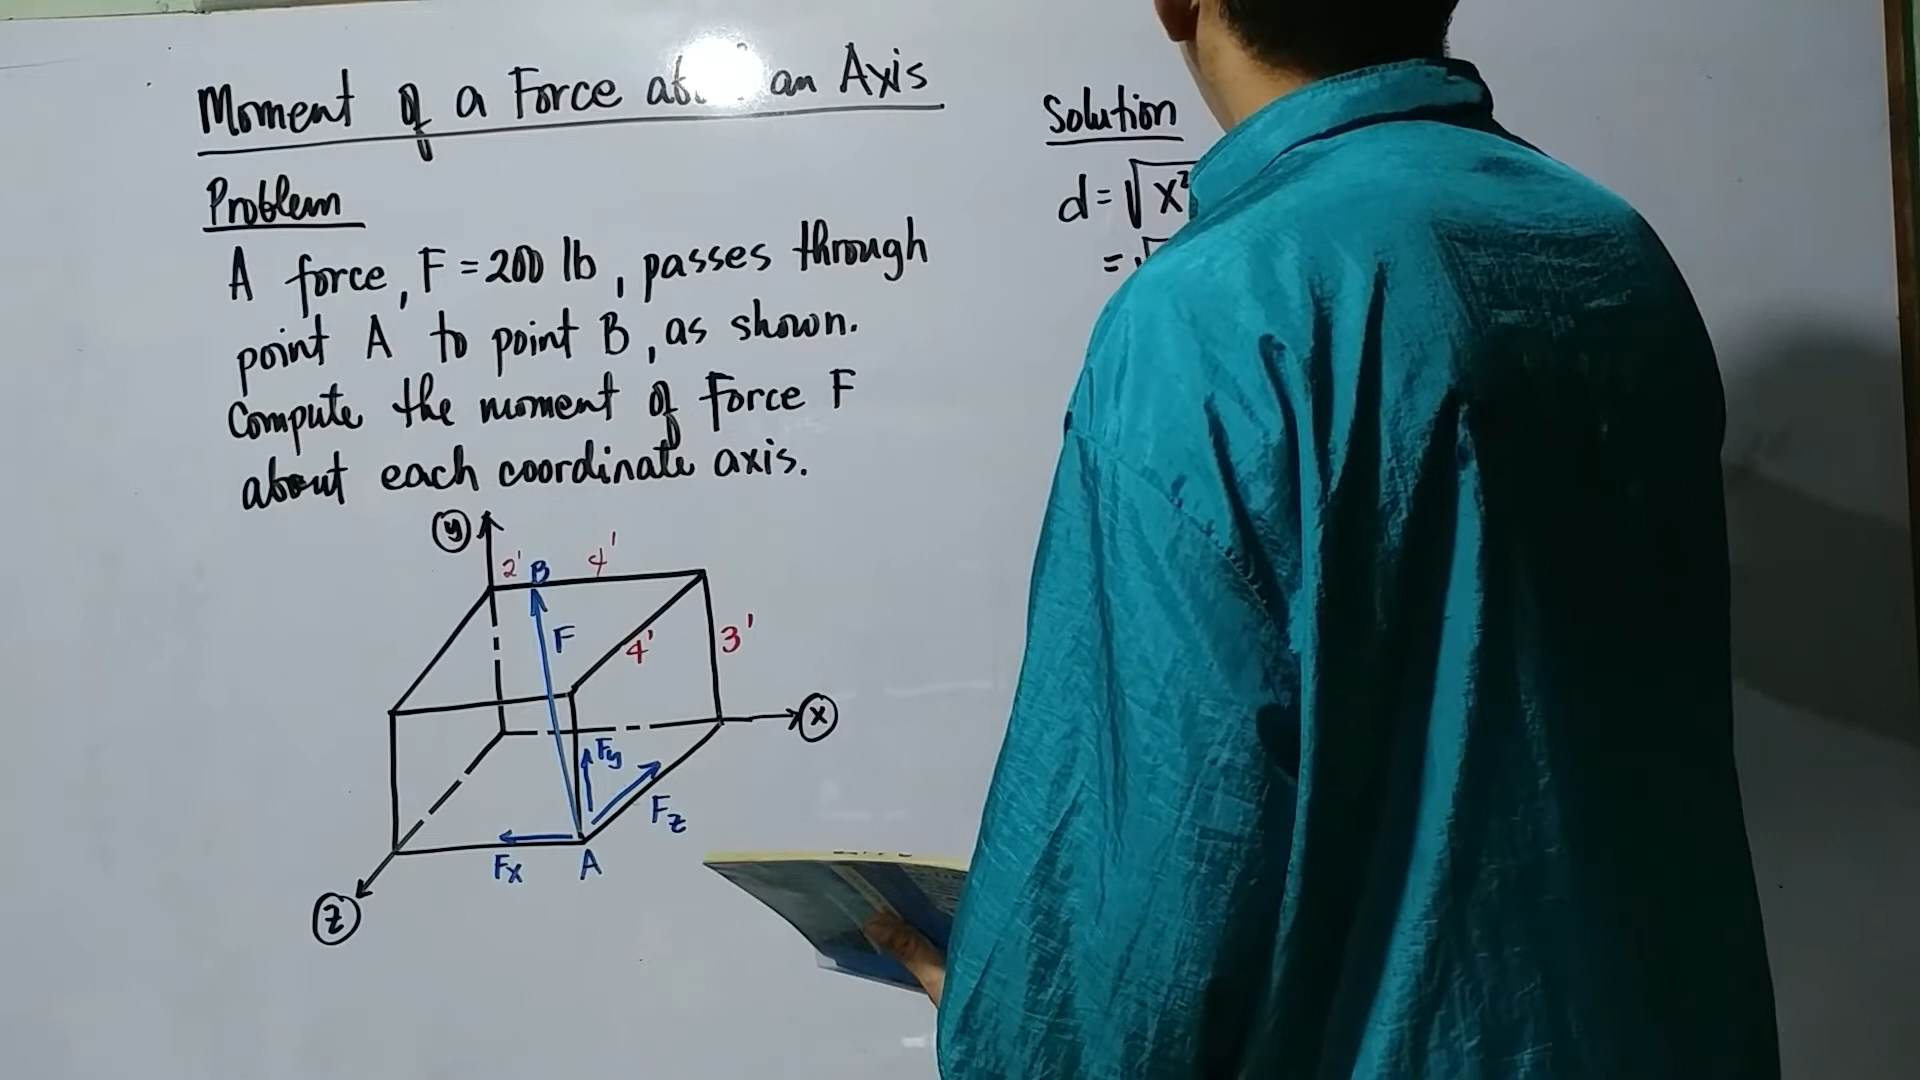 Moment of a Force an Axis
Problem
A force, F = 200 lb, passes through
point A to point B, as shown.
Compute the moment of Force F
about each coordinate axis.
y
2' B 4'
F
4'
3'
x
Fy
Fz
Fx
A
z
Solution
d = √x²
= √